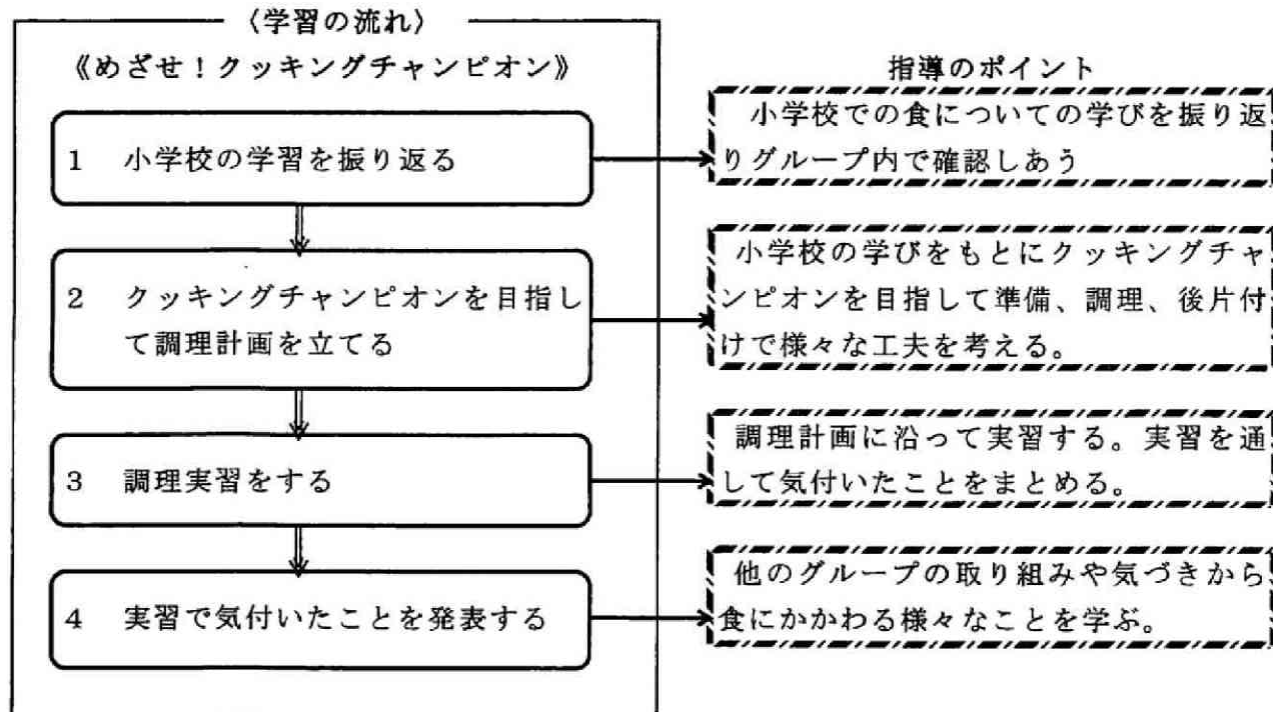 〈学習の流れ〉
《めざせ!クッキングチャンピオン》
指導のポイント
1 小学校の学習を振り返る
小学校での食についての学びを振り返
りグループ内で確認しあう
2 クッキングチャンピオンを目指し
て調理計画を立てる
小学校の学びをもとにクッキングチャ
ンピオンを目指して準備、調理、後片付
けで様々な工夫を考える。
3 調理実習をする
調理計画に沿って実習する。実習を通
して気付いたことをまとめる。
4 実習で気付いたことを発表する
他のグループの取り組みや気づきから
食にかかわる様々なことを学ぶ。